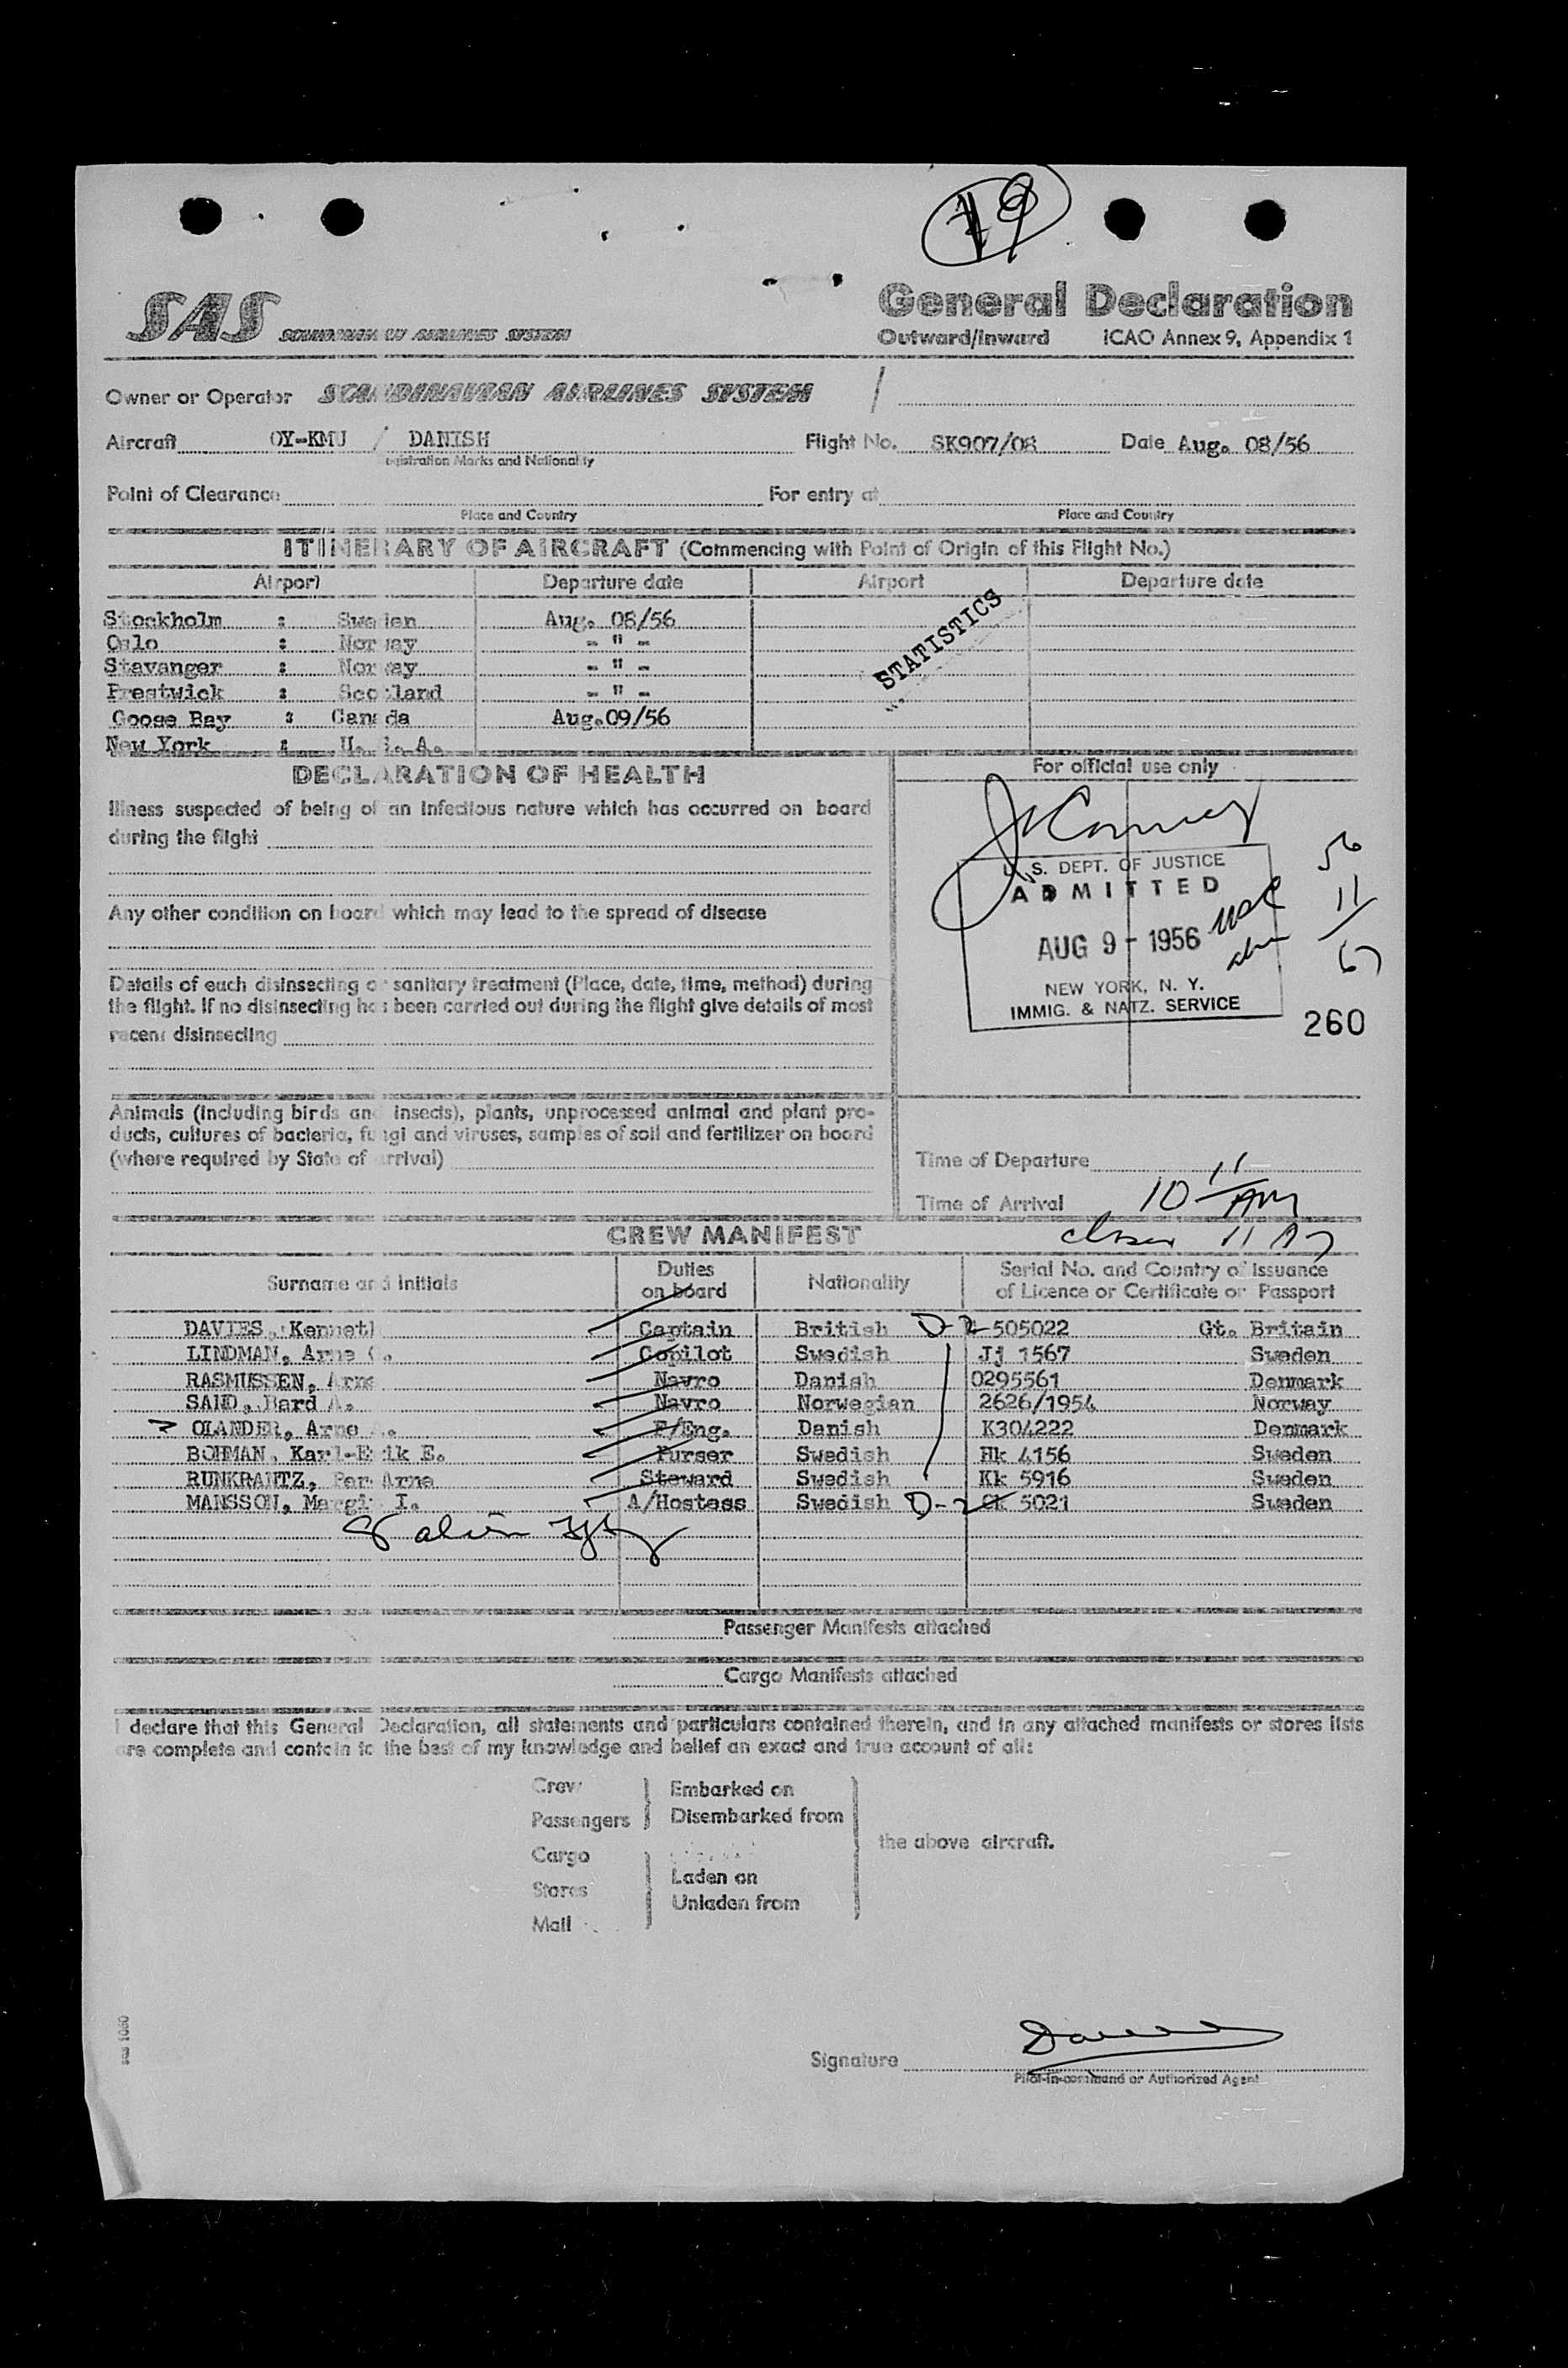 79
SAS SCANDINAVIAN AIRLINES SYSTEM
General Declaration
Outward/Inward ICAO Annex 9, Appendix 1
Owner or Operator SCANDINAVIAN AIRLINES SYSTEM /
Aircraft OY-KMU / DANISH Flight No. SK907/08 Date Aug. 08/56
Registration Marks and Nationality
Point of Clearance For entry at
Place and Country Place and Country
ITINERARY OF AIRCRAFT (Commencing with Point of Origin of this Flight No.)
Airport Departure date Airport Departure date
Stockholm : Sweden Aug. 08/56
Oslo : Norway - " -
Stavanger : Norway - " -
Prestwick : Scotland - " -
Goose Bay : Canada Aug.09/56
New York : U. S. A.
STATISTICS
DECLARATION OF HEALTH
Illness suspected of being of an infectious nature which has occurred on board
during the flight
Any other condition on board which may lead to the spread of disease
Details of each disinsecting or sanitary treatment (Place, date, time, method) during
the flight. If no disinsecting has been carried out during the flight give details of most
recent disinsecting
Animals (including birds and insects), plants, unprocessed animal and plant pro-
ducts, cultures of bacteria, fungi and viruses, samples of soil and fertilizer on board
(where required by State of arrival)
For official use only
U. S. DEPT. OF JUSTICE
ADMITTED
AUG 9 - 1956
NEW YORK, N. Y.
IMMIG. & NATZ. SERVICE
56
11
67
260
Time of Departure
Time of Arrival 10 11 AM
CREW MANIFEST
Surname and Initials Duties on board Nationality Serial No. and Country of Issuance
of Licence or Certificate or Passport
DAVIES, Kenneth Captain British D-2 505022 Gt. Britain
LINDMAN, Arne Copilot Swedish Jj 1567 Sweden
RASMUSSEN, Arne Navro Danish 0295561 Denmark
SAND, Bard A. Navro Norwegian 2626/1954 Norway
OLANDER, Arne F/Eng. Danish K304222 Denmark
BOHMAN, Karl-Erik E. Purser Swedish Hk 4156 Sweden
RUNKRANTZ, Per Arne Steward Swedish Kk 5916 Sweden
MANSSON, Margit I. A/Hostess Swedish D-2 5021 Sweden
Passenger Manifests attached
Cargo Manifests attached
I declare that this General Declaration, all statements and particulars contained therein, and in any attached manifests or stores lists
are complete and contain to the best of my knowledge and belief an exact and true account of all:
Crew Embarked on
Passengers Disembarked from
the above aircraft.
Cargo
Laden on
Stores
Unladen from
Mail
Signature
Pilot-in-command or Authorized Agent